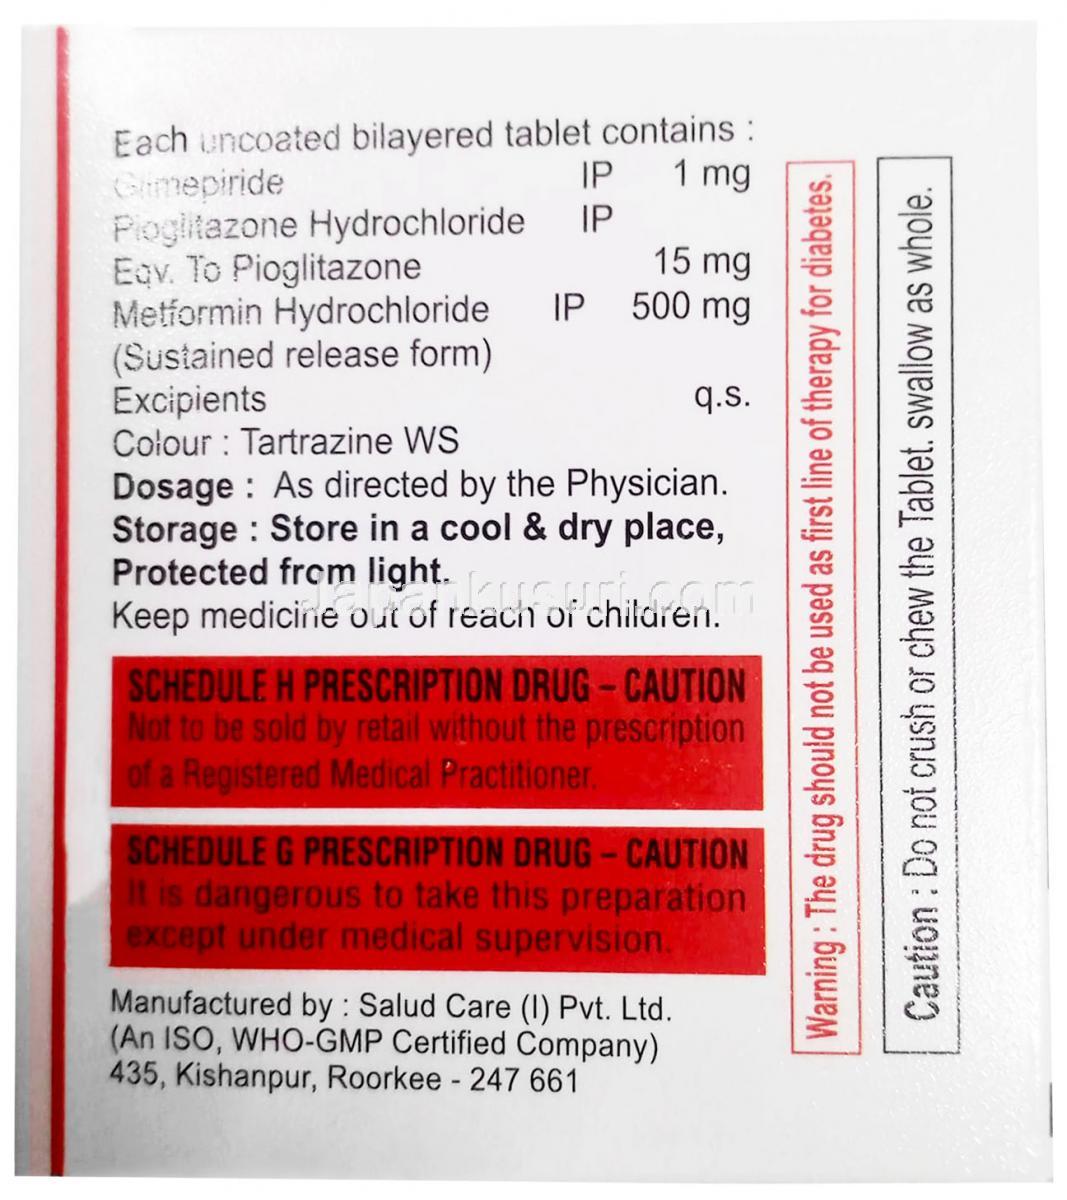 Each uncoated bilayered tablet contains :
Glimepiride IP 1 mg
Pioglitazone Hydrochloride IP
Eqv. To Pioglitazone 15 mg
Metformin Hydrochloride IP 500 mg
(Sustained release form)
Excipients q.s.
Colour : Tartrazine WS
Dosage : As directed by the Physician.
Storage : Store in a cool & dry place,
Protected from light.
Keep medicine out of reach of children.
Japankusuri.com
SCHEDULE H PRESCRIPTION DRUG – CAUTION
Not to be sold by retail without the prescription
of a Registered Medical Practitioner.
SCHEDULE G PRESCRIPTION DRUG – CAUTION
It is dangerous to take this preparation
except under medical supervision.
Manufactured by : Salud Care (I) Pvt. Ltd.
(An ISO, WHO-GMP Certified Company)
435, Kishanpur, Roorkee - 247 661
Warning : The drug should not be used as first line of therapy for diabetes.
Caution : Do not crush or chew the Tablet. swallow as whole.